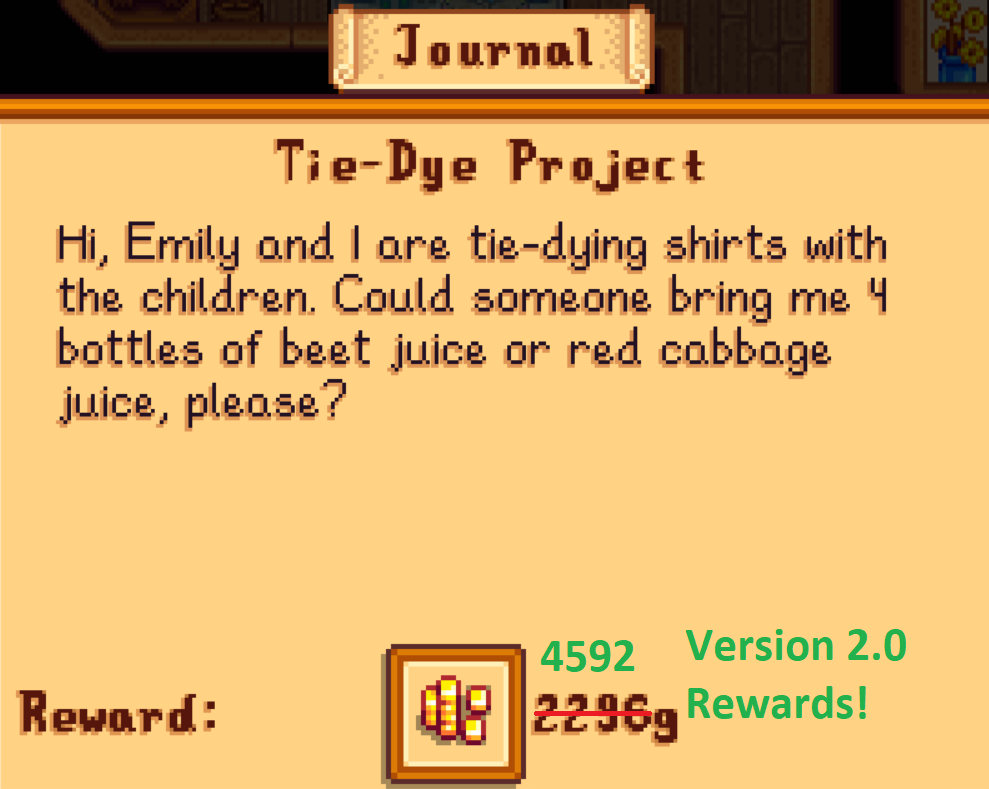 Journal
Tie-Dye Project
Hi, Emily and I are tie-dying shirts with
the children. Could someone bring me 4
bottles of beet juice or red cabbage
juice, please?
4592
Version 2.0
Reward:
2296g
Rewards!